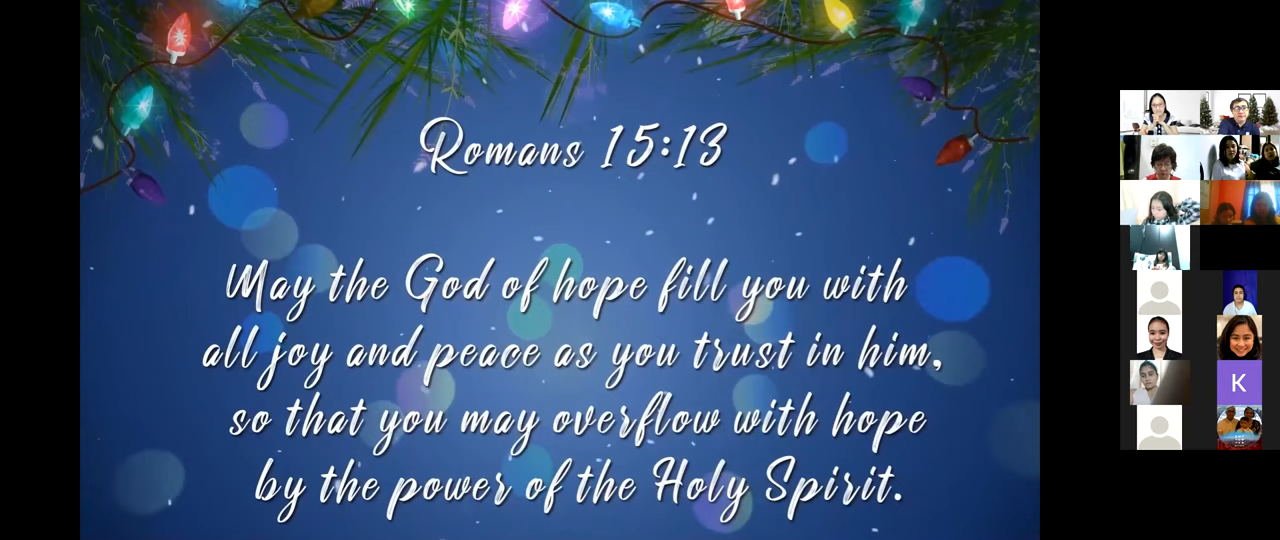 Romans 15:13
May the God of hope fill you with
all joy and peace as you trust in him,
so that you may overflow with hope
by the power of the Holy Spirit.
K